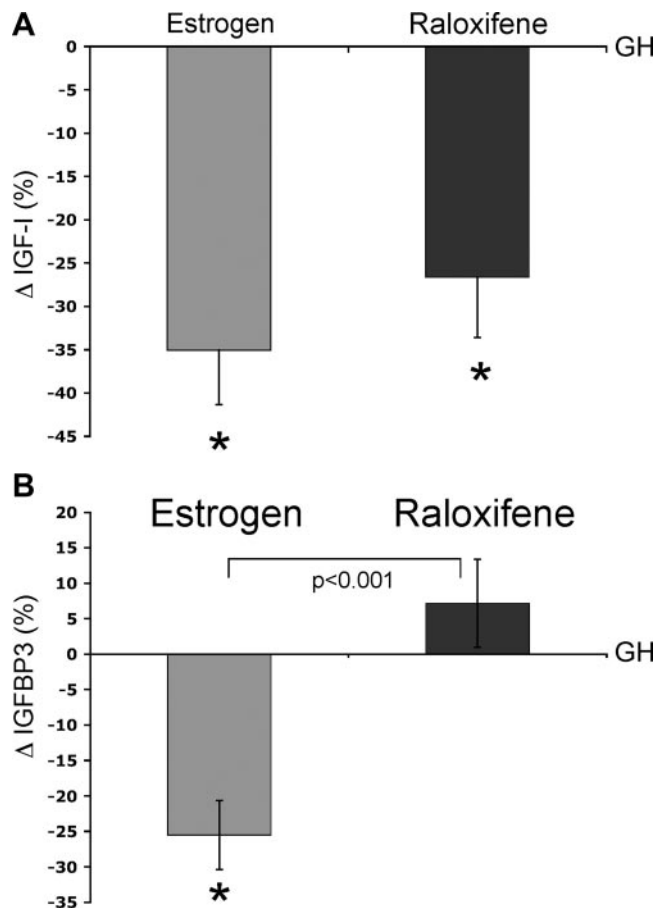 A
Estrogen
Raloxifene
0
GH
-5
-10
-15
-20
-25
-30
-35
-40
-45
Δ IGF-I (%)
*
*
B
Estrogen
Raloxifene
20
15
10
5
0
-5
-10
-15
-20
-25
-30
-35
p<0.001
GH
Δ IGFBP3 (%)
*